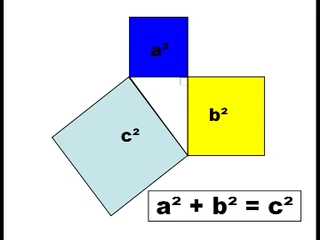 a²
b²
c²
a² + b² = c²